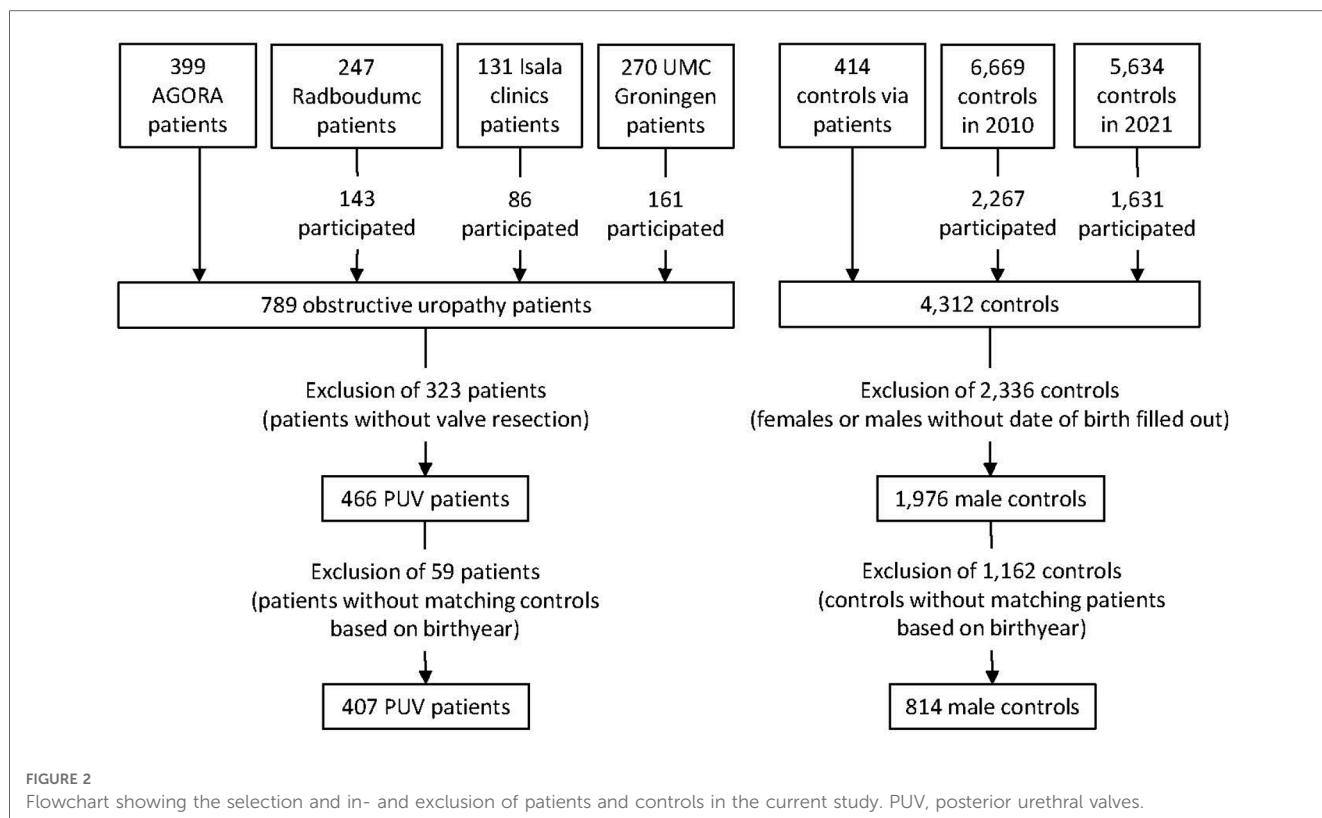 399
AGORA
patients
247
Radboudumc
patients
131 Isala
clinics
patients
270 UMC
Groningen
patients
414
controls via
patients
6,669
controls
in 2010
5,634
controls
in 2021
143
participated
86
participated
161
participated
2,267
participated
1,631
participated
789 obstructive uropathy patients
4,312 controls
Exclusion of 323 patients
(patients without valve resection)
Exclusion of 2,336 controls
(females or males without date of birth filled out)
466 PUV patients
1,976 male controls
Exclusion of 59 patients
(patients without matching controls
based on birthyear)
Exclusion of 1,162 controls
(controls without matching patients
based on birthyear)
407 PUV patients
814 male controls
FIGURE 2
Flowchart showing the selection and in- and exclusion of patients and controls in the current study. PUV, posterior urethral valves.